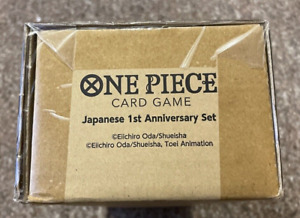 ONE PIECE
CARD GAME
Japanese 1st Anniversary Set
©Eiichiro Oda/Shueisha
©Eiichiro Oda/Shueisha, Toei Animation